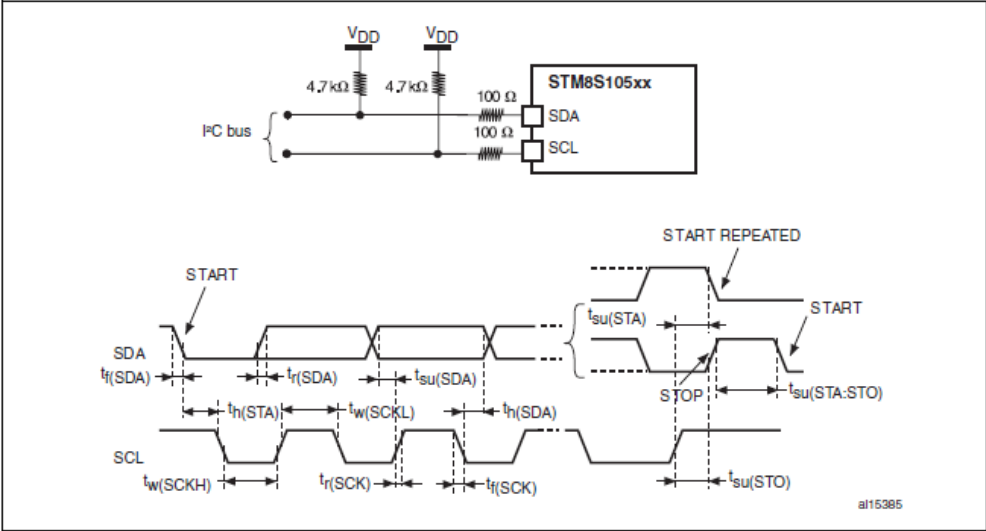 VDD VDD
4.7kΩ 4.7kΩ
STM8S105xx
100 Ω
SDA
I²C bus
100 Ω
SCL
START REPEATED
START
tsu(STA)
START
SDA
tf(SDA) tr(SDA) tsu(SDA)
STOP tsu(STA:STO)
th(STA) tw(SCKL) th(SDA)
SCL
tw(SCKH) tr(SCK) tf(SCK) tsu(STO)
ai15385